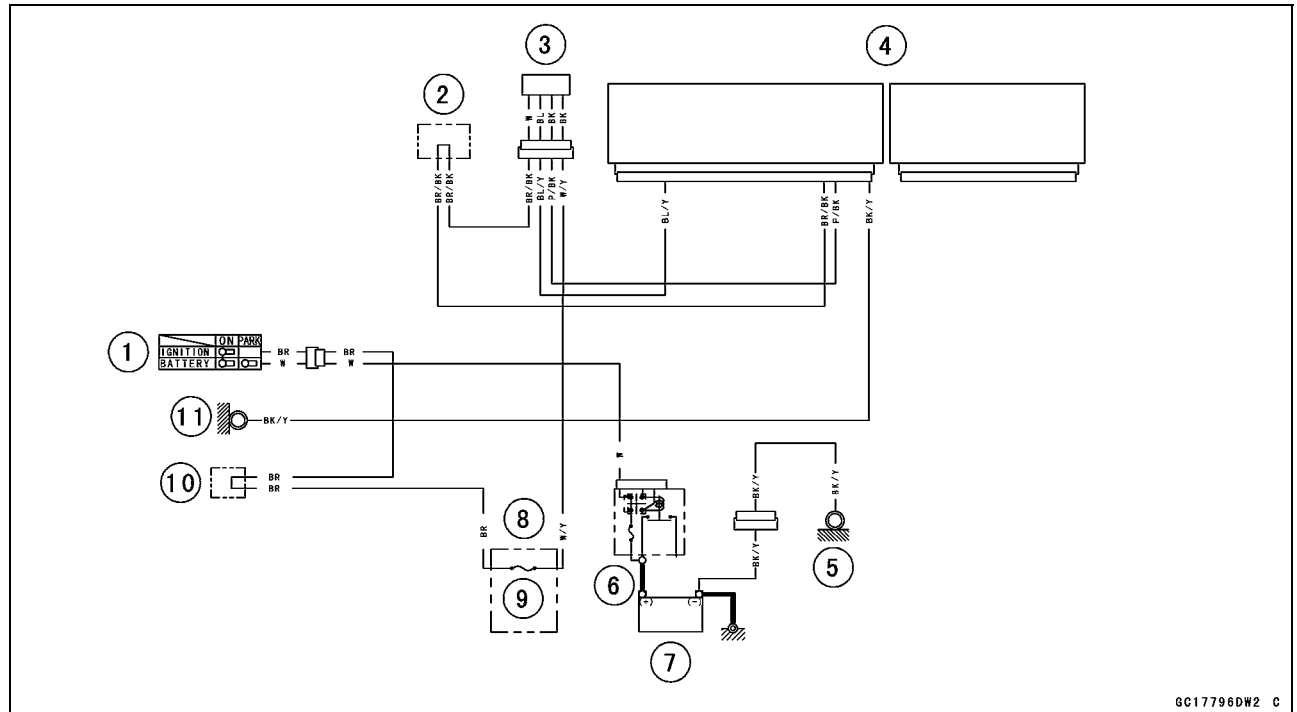 3
4
2
W BL BK BK
BR/BK BR/BK BR/BK BL/Y P/BK W/Y BL/Y BR/BK P/BK BK/Y
ON PARK
1 IGNITION BR BR
BATTERY W W
11 BK/Y
W BK/Y BK/Y
10 BR
BR
8
BR W/Y BK/Y
5
6
9
(+) (-)
7
GC17796DW2 C